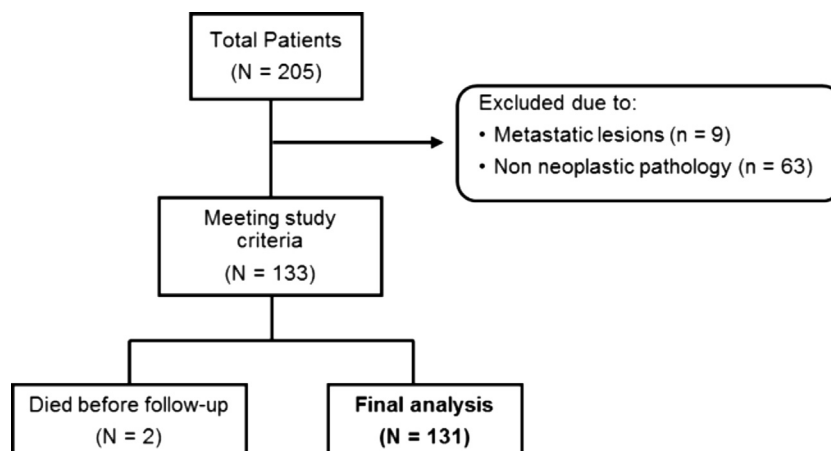 Total Patients
(N = 205)
Excluded due to:
• Metastatic lesions (n = 9)
• Non neoplastic pathology (n = 63)
Meeting study
criteria
(N = 133)
Died before follow-up
(N = 2)
Final analysis
(N = 131)